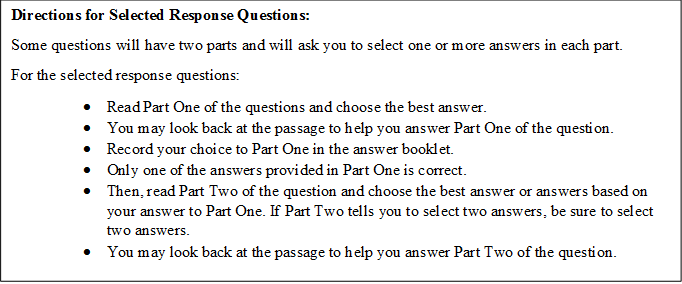 Directions for Selected Response Questions:
Some questions will have two parts and will ask you to select one or more answers in each part.
For the selected response questions:
• Read Part One of the questions and choose the best answer.
• You may look back at the passage to help you answer Part One of the question.
• Record your choice to Part One in the answer booklet.
• Only one of the answers provided in Part One is correct.
• Then, read Part Two of the question and choose the best answer or answers based on
your answer to Part One. If Part Two tells you to select two answers, be sure to select
two answers.
• You may look back at the passage to help you answer Part Two of the question.